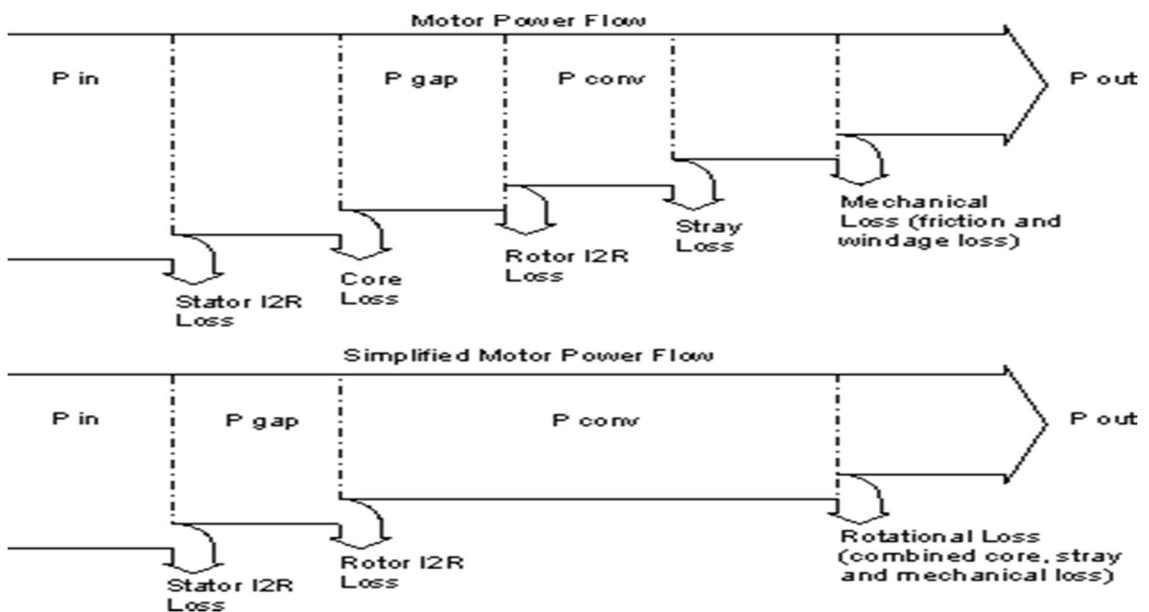 Motor Power Flow
P in
P gap
P conv
P out
Stator I2R
Loss
Core
Loss
Rotor I2R
Loss
Stray
Loss
Mechanical
Loss (friction and
windage loss)
Simplified Motor Power Flow
P in
P gap
P conv
P out
Stator I2R
Loss
Rotor I2R
Loss
Rotational Loss
(combined core, stray
and mechanical loss)